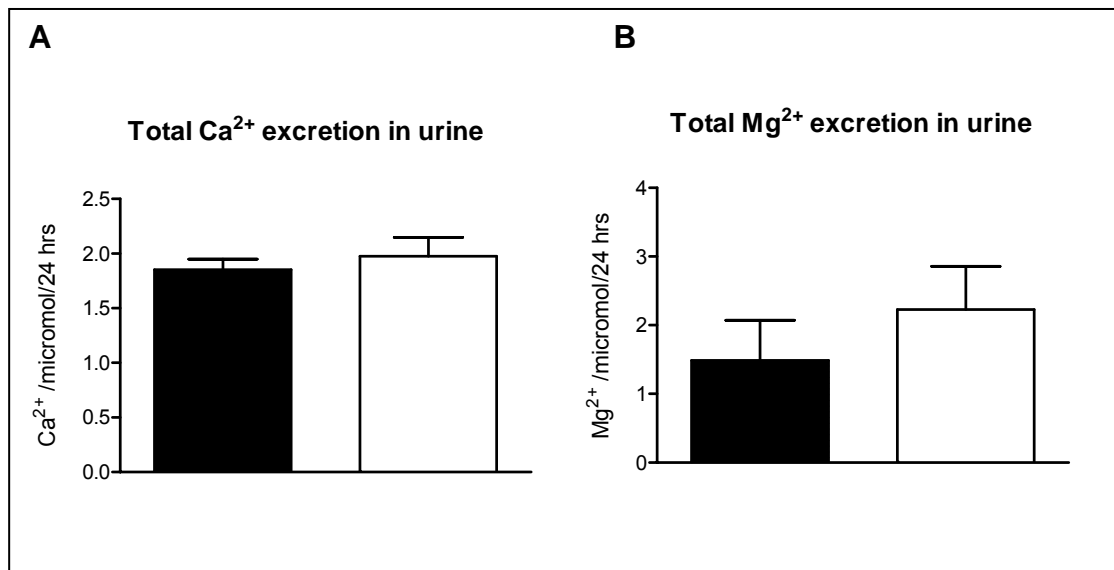 A
Total Ca²⁺ excretion in urine
Ca²⁺ /micromol/24 hrs
2.5
2.0
1.5
1.0
0.5
0.0
B
Total Mg²⁺ excretion in urine
Mg²⁺ /micromol/24 hrs
4
3
2
1
0